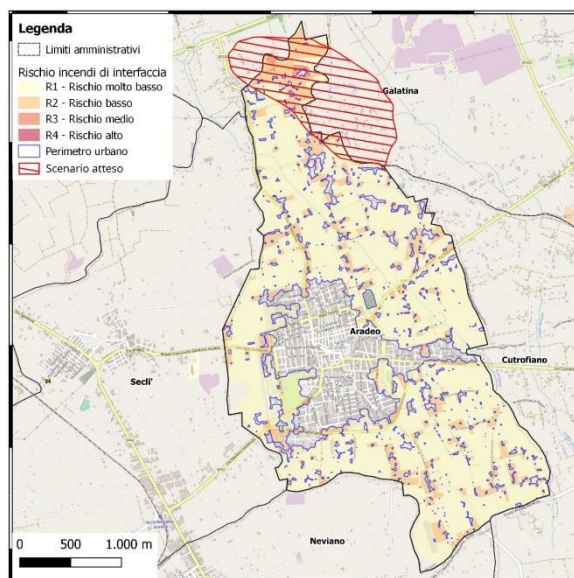 Legenda
Limiti amministrativi
Rischio incendi di interfaccia
R1 - Rischio molto basso
R2 - Rischio basso
R3 - Rischio medio
R4 - Rischio alto
Perimetro urbano
Scenario atteso
Galatina
Aradeo
Cutrofiano
Secli'
Neviano
0 500 1.000 m